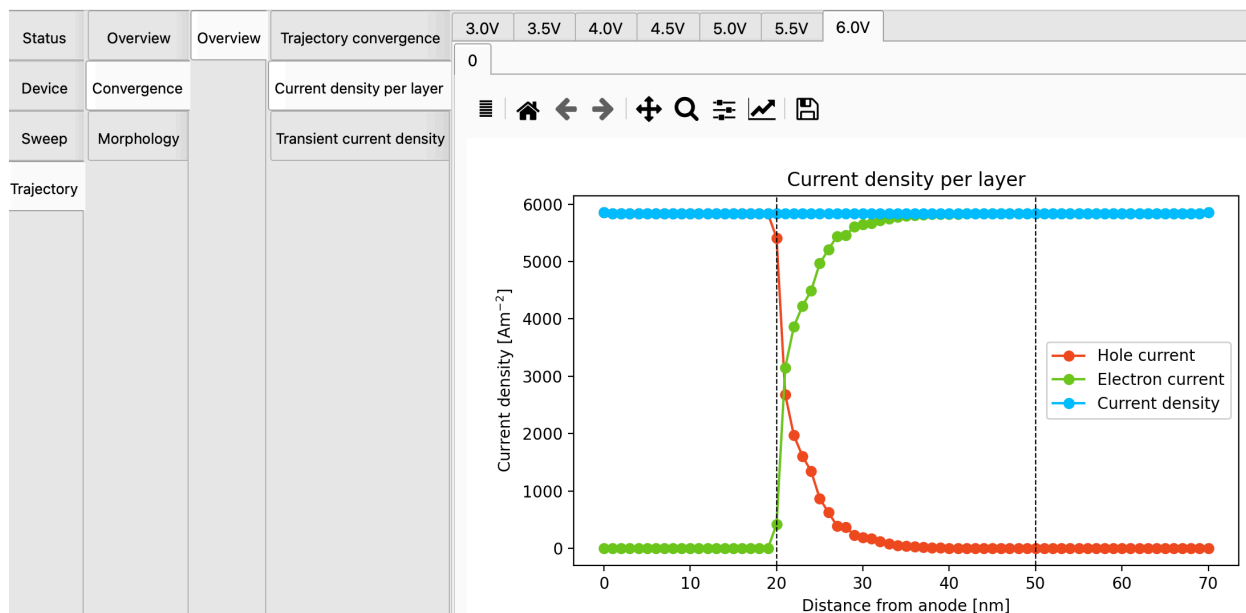 Status
Device
Sweep
Trajectory
Overview
Convergence
Morphology
Overview
Trajectory convergence
Current density per layer
Transient current density
3.0V 3.5V 4.0V 4.5V 5.0V 5.5V 6.0V
0
Current density per layer
Current density [Am⁻²]
6000
5000
4000
3000
2000
1000
0
Hole current
Electron current
Current density
0 10 20 30 40 50 60 70
Distance from anode [nm]